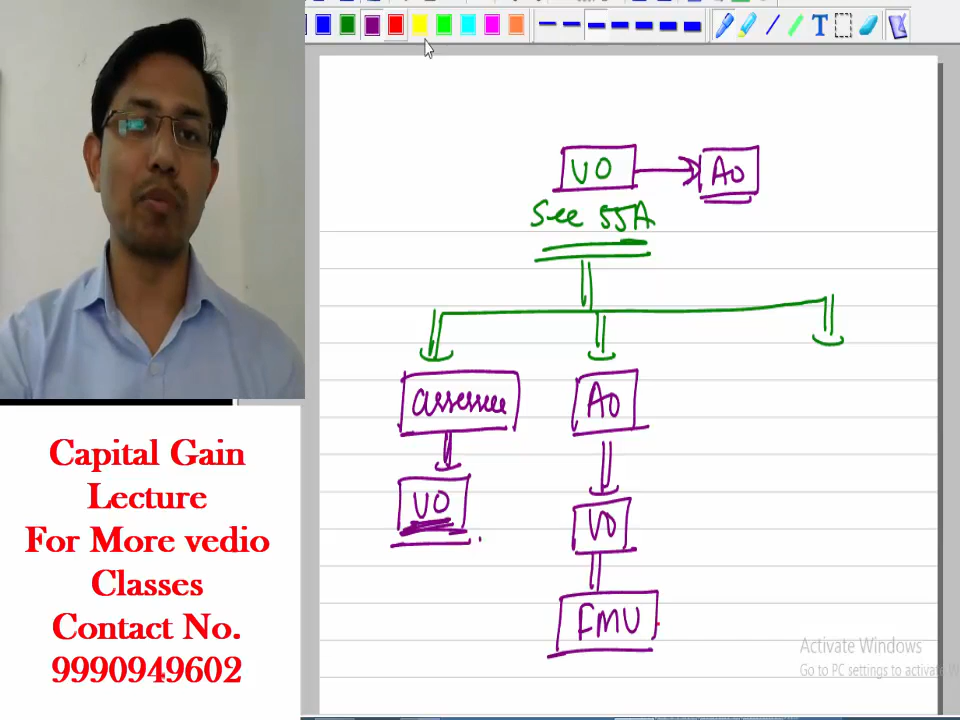 VO
AO
See 55A
assessee
AO
VO
VO
FMV
Capital Gain
Lecture
For More vedio
Classes
Contact No.
9990949602
Activate Windows
Go to PC settings to activate W
T